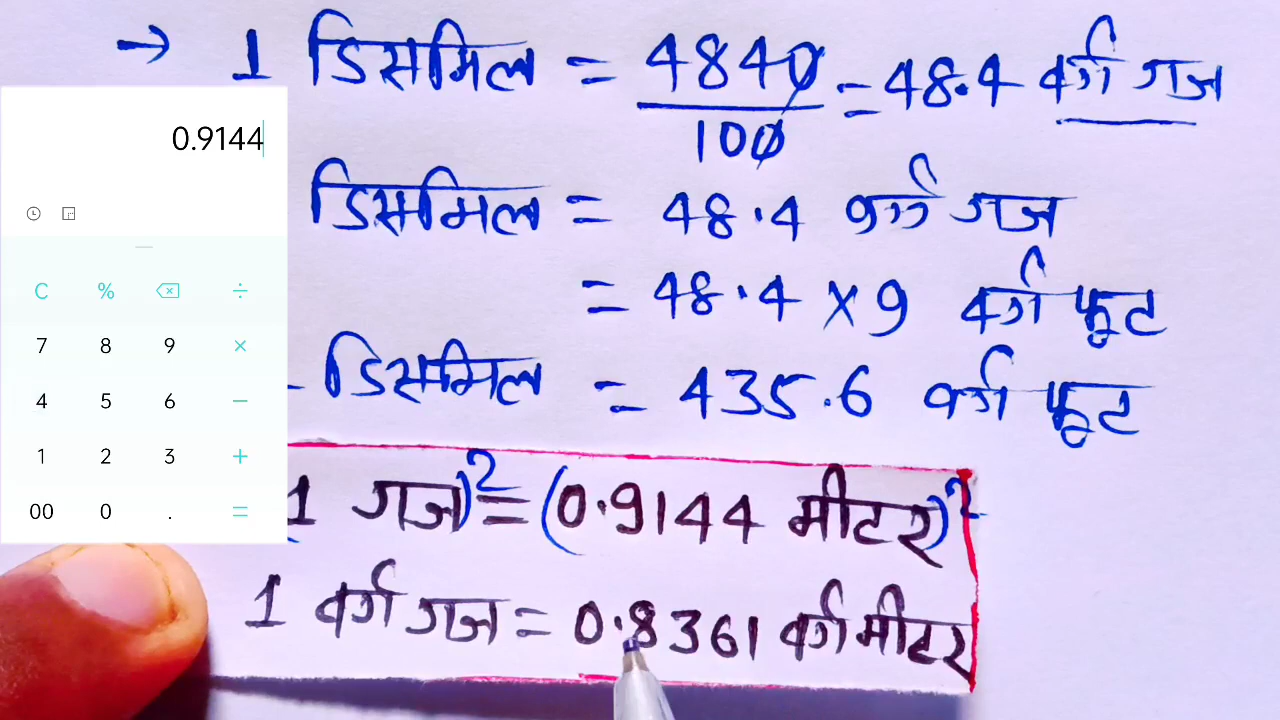 → 1 डिसमिल = 4840/100 = 48.4 वर्ग गज
डिसमिल = 48.4 वर्ग गज
= 48.4 × 9 वर्ग फूट
- डिसमिल = 435.6 वर्ग फूट
1 गज)² = (0.9144 मीटर)²
1 वर्ग गज = 0.8361 वर्ग मीटर
0.9144
C % ÷
7 8 9 ×
4 5 6 −
1 2 3 +
00 0 . =